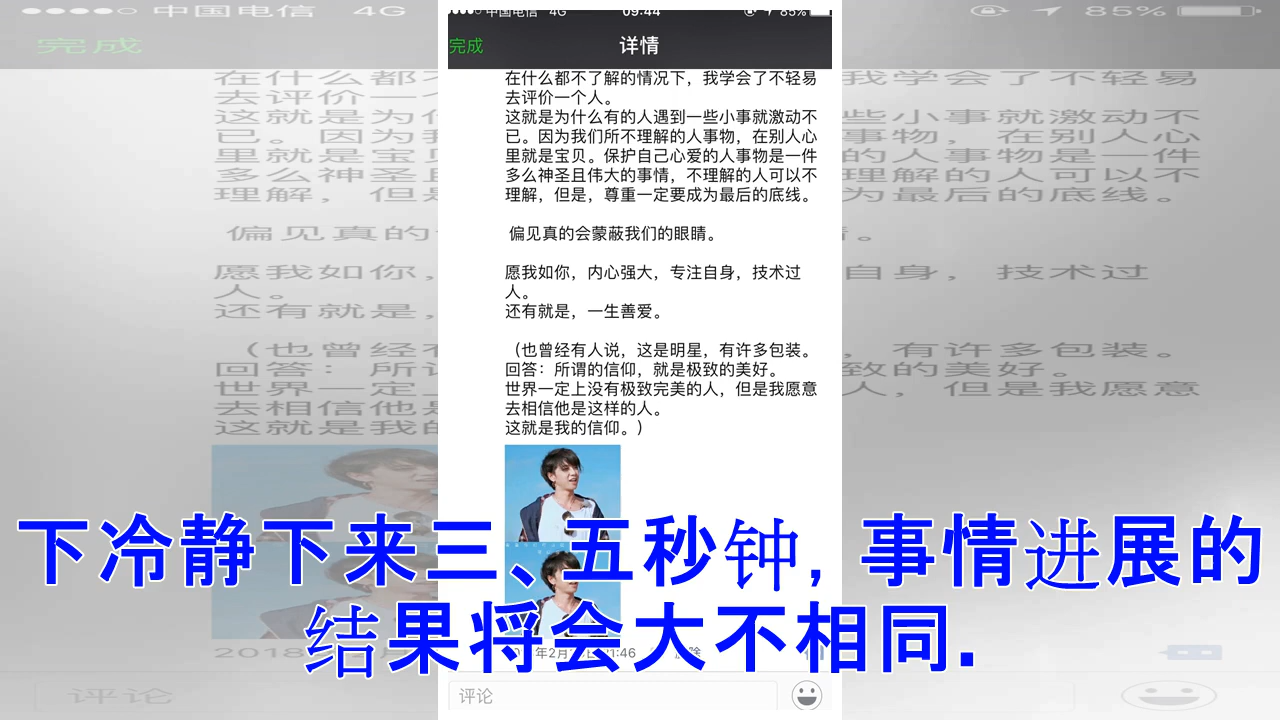 中国电信 4G 09:44 85%
完成 详情
在什么都不了解的情况下，我学会了不轻易
去评价一个人。
这就是为什么有的人遇到一些小事就激动不
已。因为我们所不理解的人事物，在别人心
里就是宝贝。保护自己心爱的人事物是一件
多么神圣且伟大的事情，不理解的人可以不
理解，但是，尊重一定要成为最后的底线。
偏见真的会蒙蔽我们的眼睛。
愿我如你，内心强大，专注自身，技术过
人。
还有就是，一生善爱。
（也曾经有人说，这是明星，有许多包装。
回答：所谓的信仰，就是极致的美好。
世界一定上没有极致完美的人，但是我愿意
去相信他是这样的人。
这就是我的信仰。）
下冷静下来三、五秒钟，事情进展的
结果将会大不相同.
评论